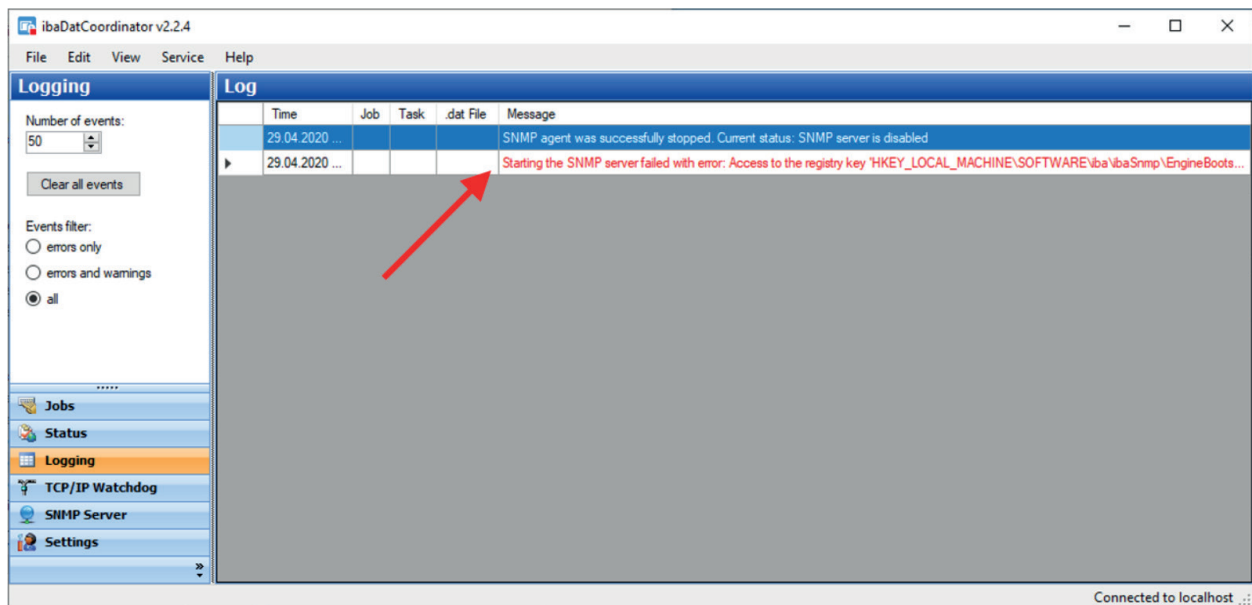 ibaDatCoordinator v2.2.4
File Edit View Service Help
Logging
Number of events:
50
Clear all events
Events filter:
errors only
errors and warnings
all
Jobs
Status
Logging
TCP/IP Watchdog
SNMP Server
Settings
Log
Time Job Task .dat File Message
29.04.2020 ... SNMP agent was successfully stopped. Current status: SNMP server is disabled
29.04.2020 ... Starting the SNMP server failed with error: Access to the registry key 'HKEY_LOCAL_MACHINE\SOFTWARE\iba\ibaSnmp\EngineBoots...
Connected to localhost